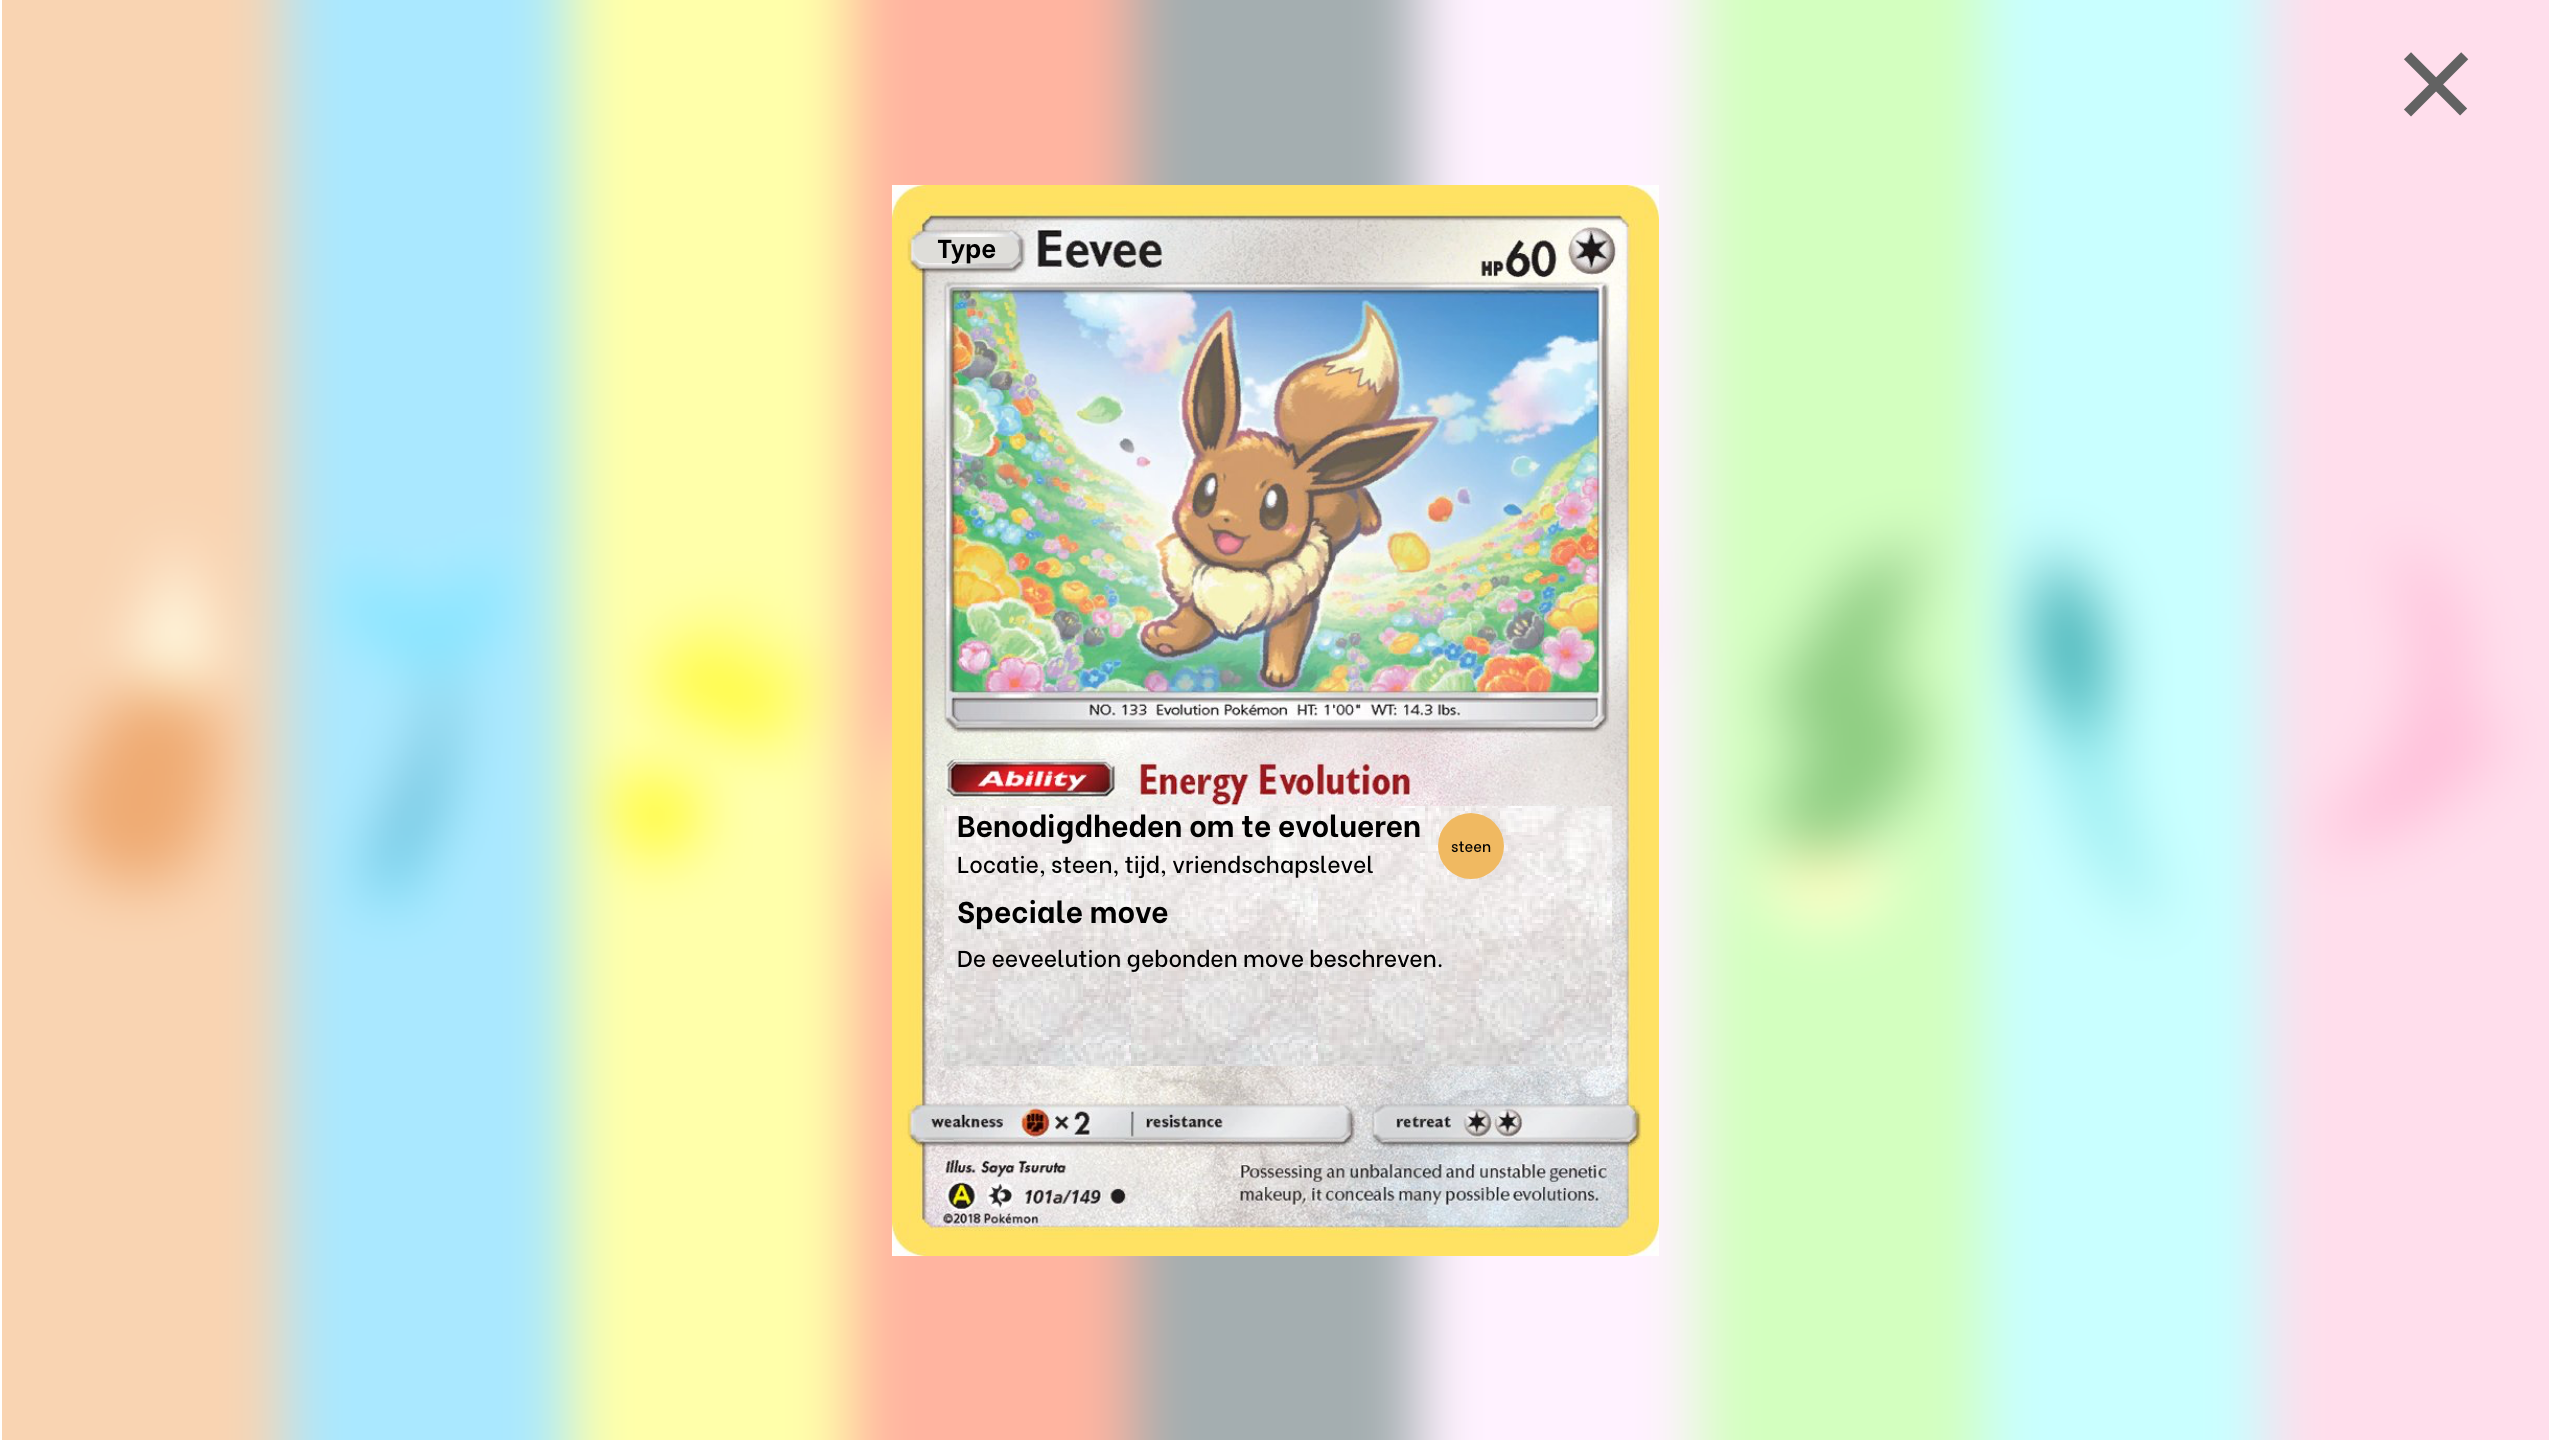 Type Eevee HP60
NO. 133 Evolution Pokémon HT: 1'00" WT: 14.3 lbs.
Ability Energy Evolution
Benodigdheden om te evolueren
steen
Locatie, steen, tijd, vriendschapslevel
Speciale move
De eeveelution gebonden move beschreven.
weakness ×2 resistance retreat
Illus. Saya Tsuruta
Possessing an unbalanced and unstable genetic
makeup, it conceals many possible evolutions.
A 101a/149
©2018 Pokémon